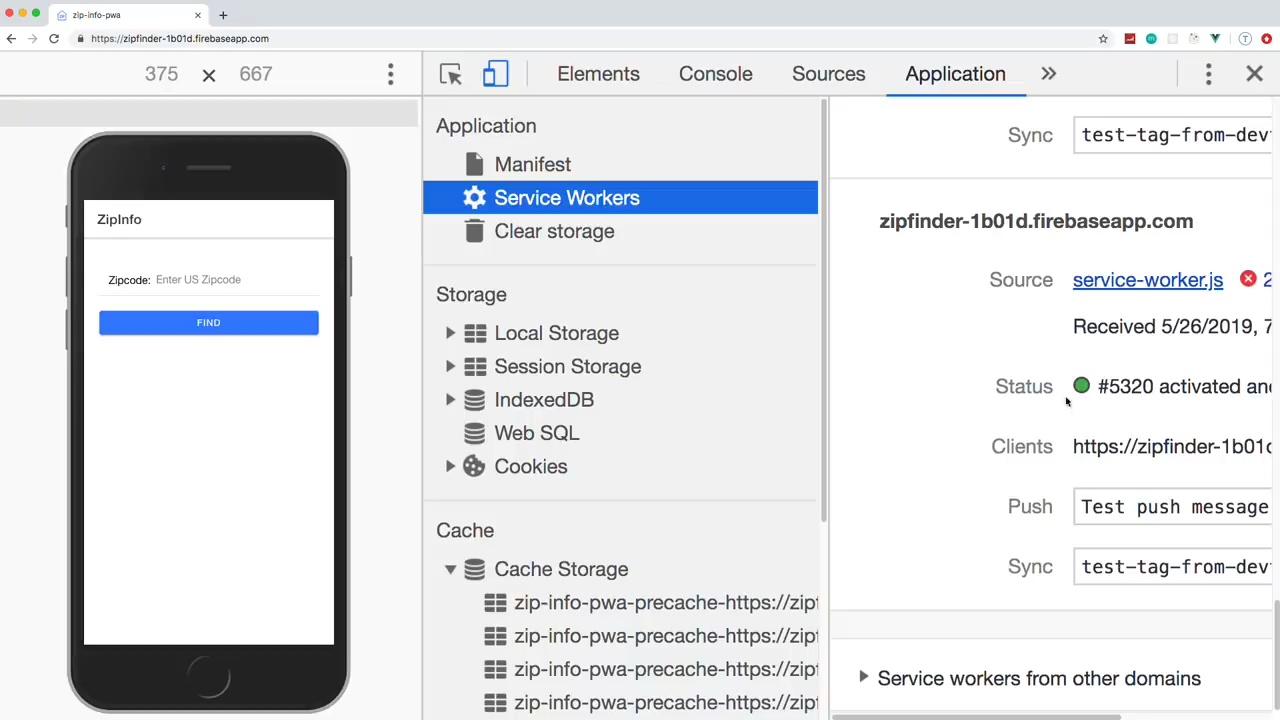 zip-info-pwa
https://zipfinder-1b01d.firebaseapp.com
T
375 × 667
Elements
Console
Sources
Application
ZipInfo
Zipcode: Enter US Zipcode
FIND
Application
Manifest
Service Workers
Clear storage
Storage
Local Storage
Session Storage
IndexedDB
Web SQL
Cookies
Cache
Cache Storage
zip-info-pwa-precache-https://zipf
zip-info-pwa-precache-https://zipf
zip-info-pwa-precache-https://zipf
zip-info-pwa-precache-https://zipf
Sync test-tag-from-dev
zipfinder-1b01d.firebaseapp.com
Source service-worker.js 2
Received 5/26/2019, 7
Status #5320 activated and
Clients https://zipfinder-1b01d
Push Test push message
Sync test-tag-from-dev
Service workers from other domains